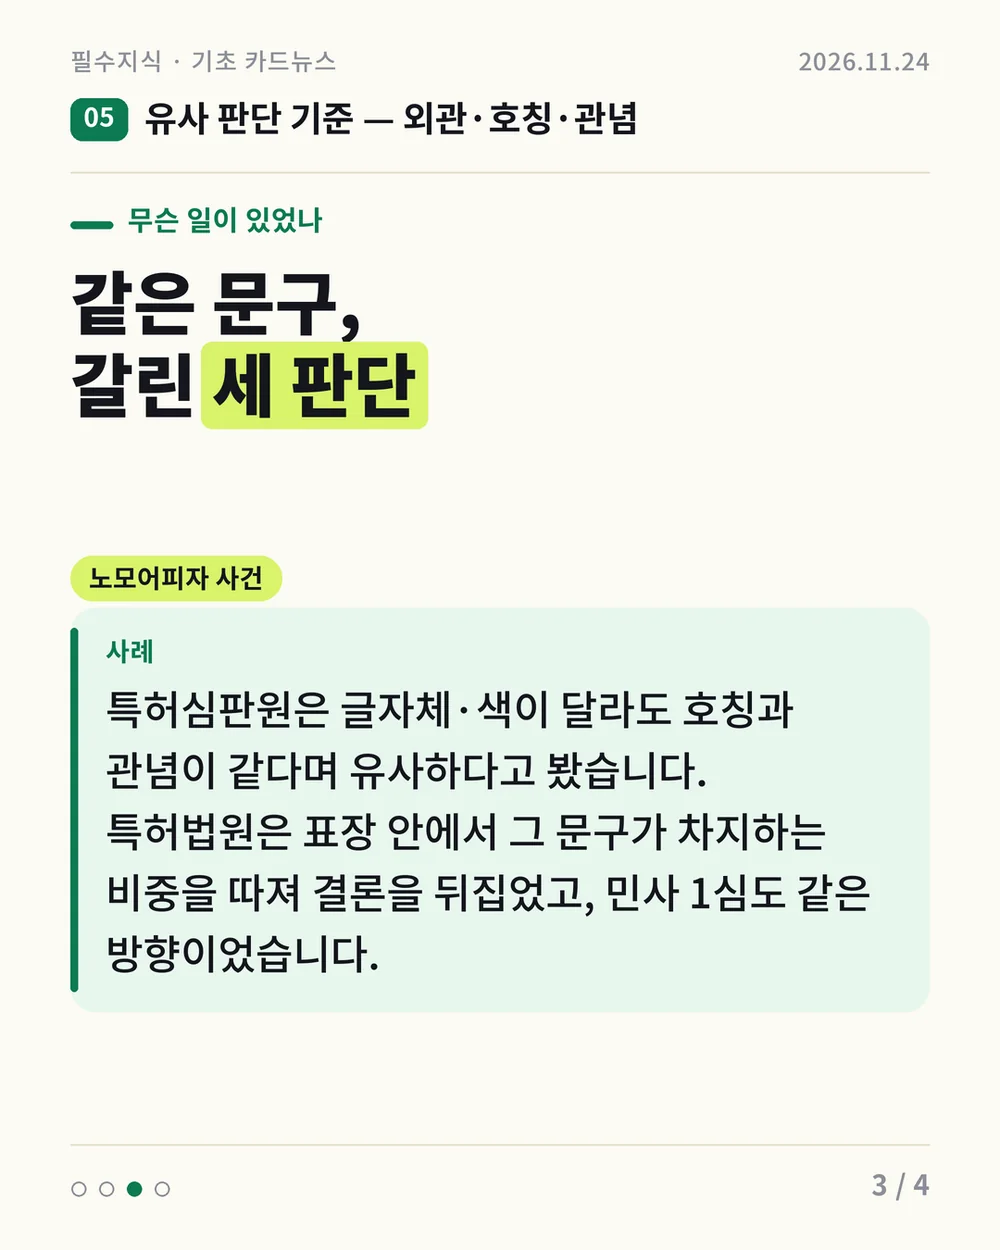 필수지식 · 기초 카드뉴스
2026.11.24
05 유사 판단 기준 — 외관·호칭·관념
무슨 일이 있었나
같은 문구,
갈린 세 판단
노모어피자 사건
사례
특허심판원은 글자체·색이 달라도 호칭과
관념이 같다며 유사하다고 봤습니다.
특허법원은 표장 안에서 그 문구가 차지하는
비중을 따져 결론을 뒤집었고, 민사 1심도 같은
방향이었습니다.
3 / 4